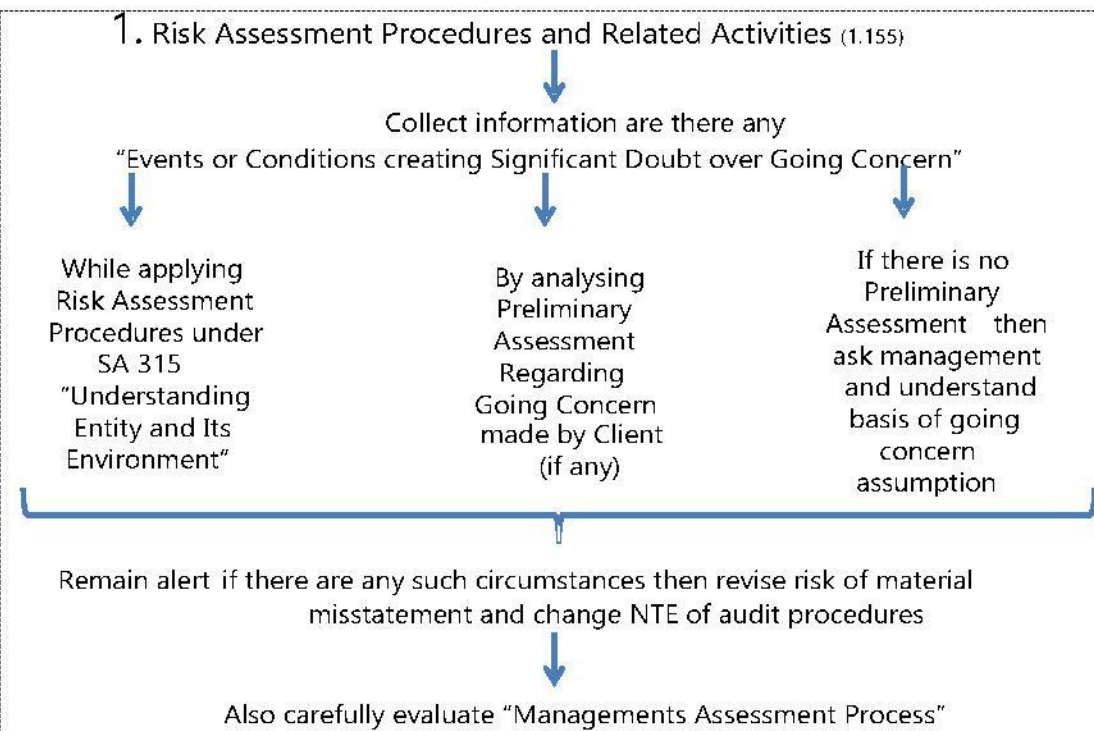 1. Risk Assessment Procedures and Related Activities (1.155)
Collect information are there any
“Events or Conditions creating Significant Doubt over Going Concern”
While applying
Risk Assessment
Procedures under
SA 315
“Understanding
Entity and Its
Environment”
By analysing
Preliminary
Assessment
Regarding
Going Concern
made by Client
(if any)
If there is no
Preliminary
Assessment then
ask management
and understand
basis of going
concern
assumption
Remain alert if there are any such circumstances then revise risk of material
misstatement and change NTE of audit procedures
Also carefully evaluate “Managements Assessment Process”